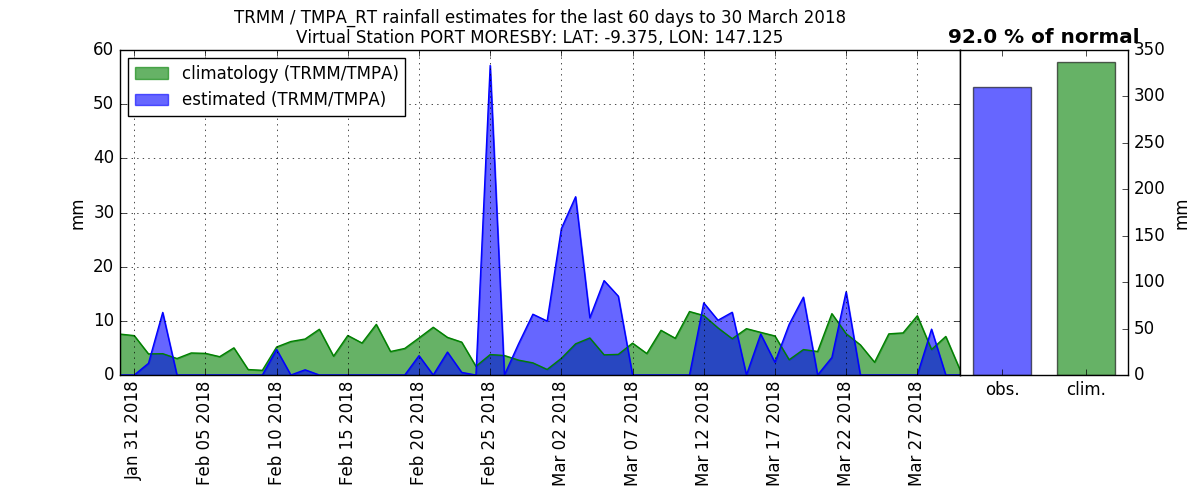 TRMM / TMPA_RT rainfall estimates for the last 60 days to 30 March 2018
Virtual Station PORT MORESBY: LAT: -9.375, LON: 147.125
92.0 % of normal
climatology (TRMM/TMPA)
estimated (TRMM/TMPA)
60
50
40
30
20
10
0
mm
350
300
250
200
150
100
50
0
mm
Jan 31 2018
Feb 05 2018
Feb 10 2018
Feb 15 2018
Feb 20 2018
Feb 25 2018
Mar 02 2018
Mar 07 2018
Mar 12 2018
Mar 17 2018
Mar 22 2018
Mar 27 2018
obs.
clim.